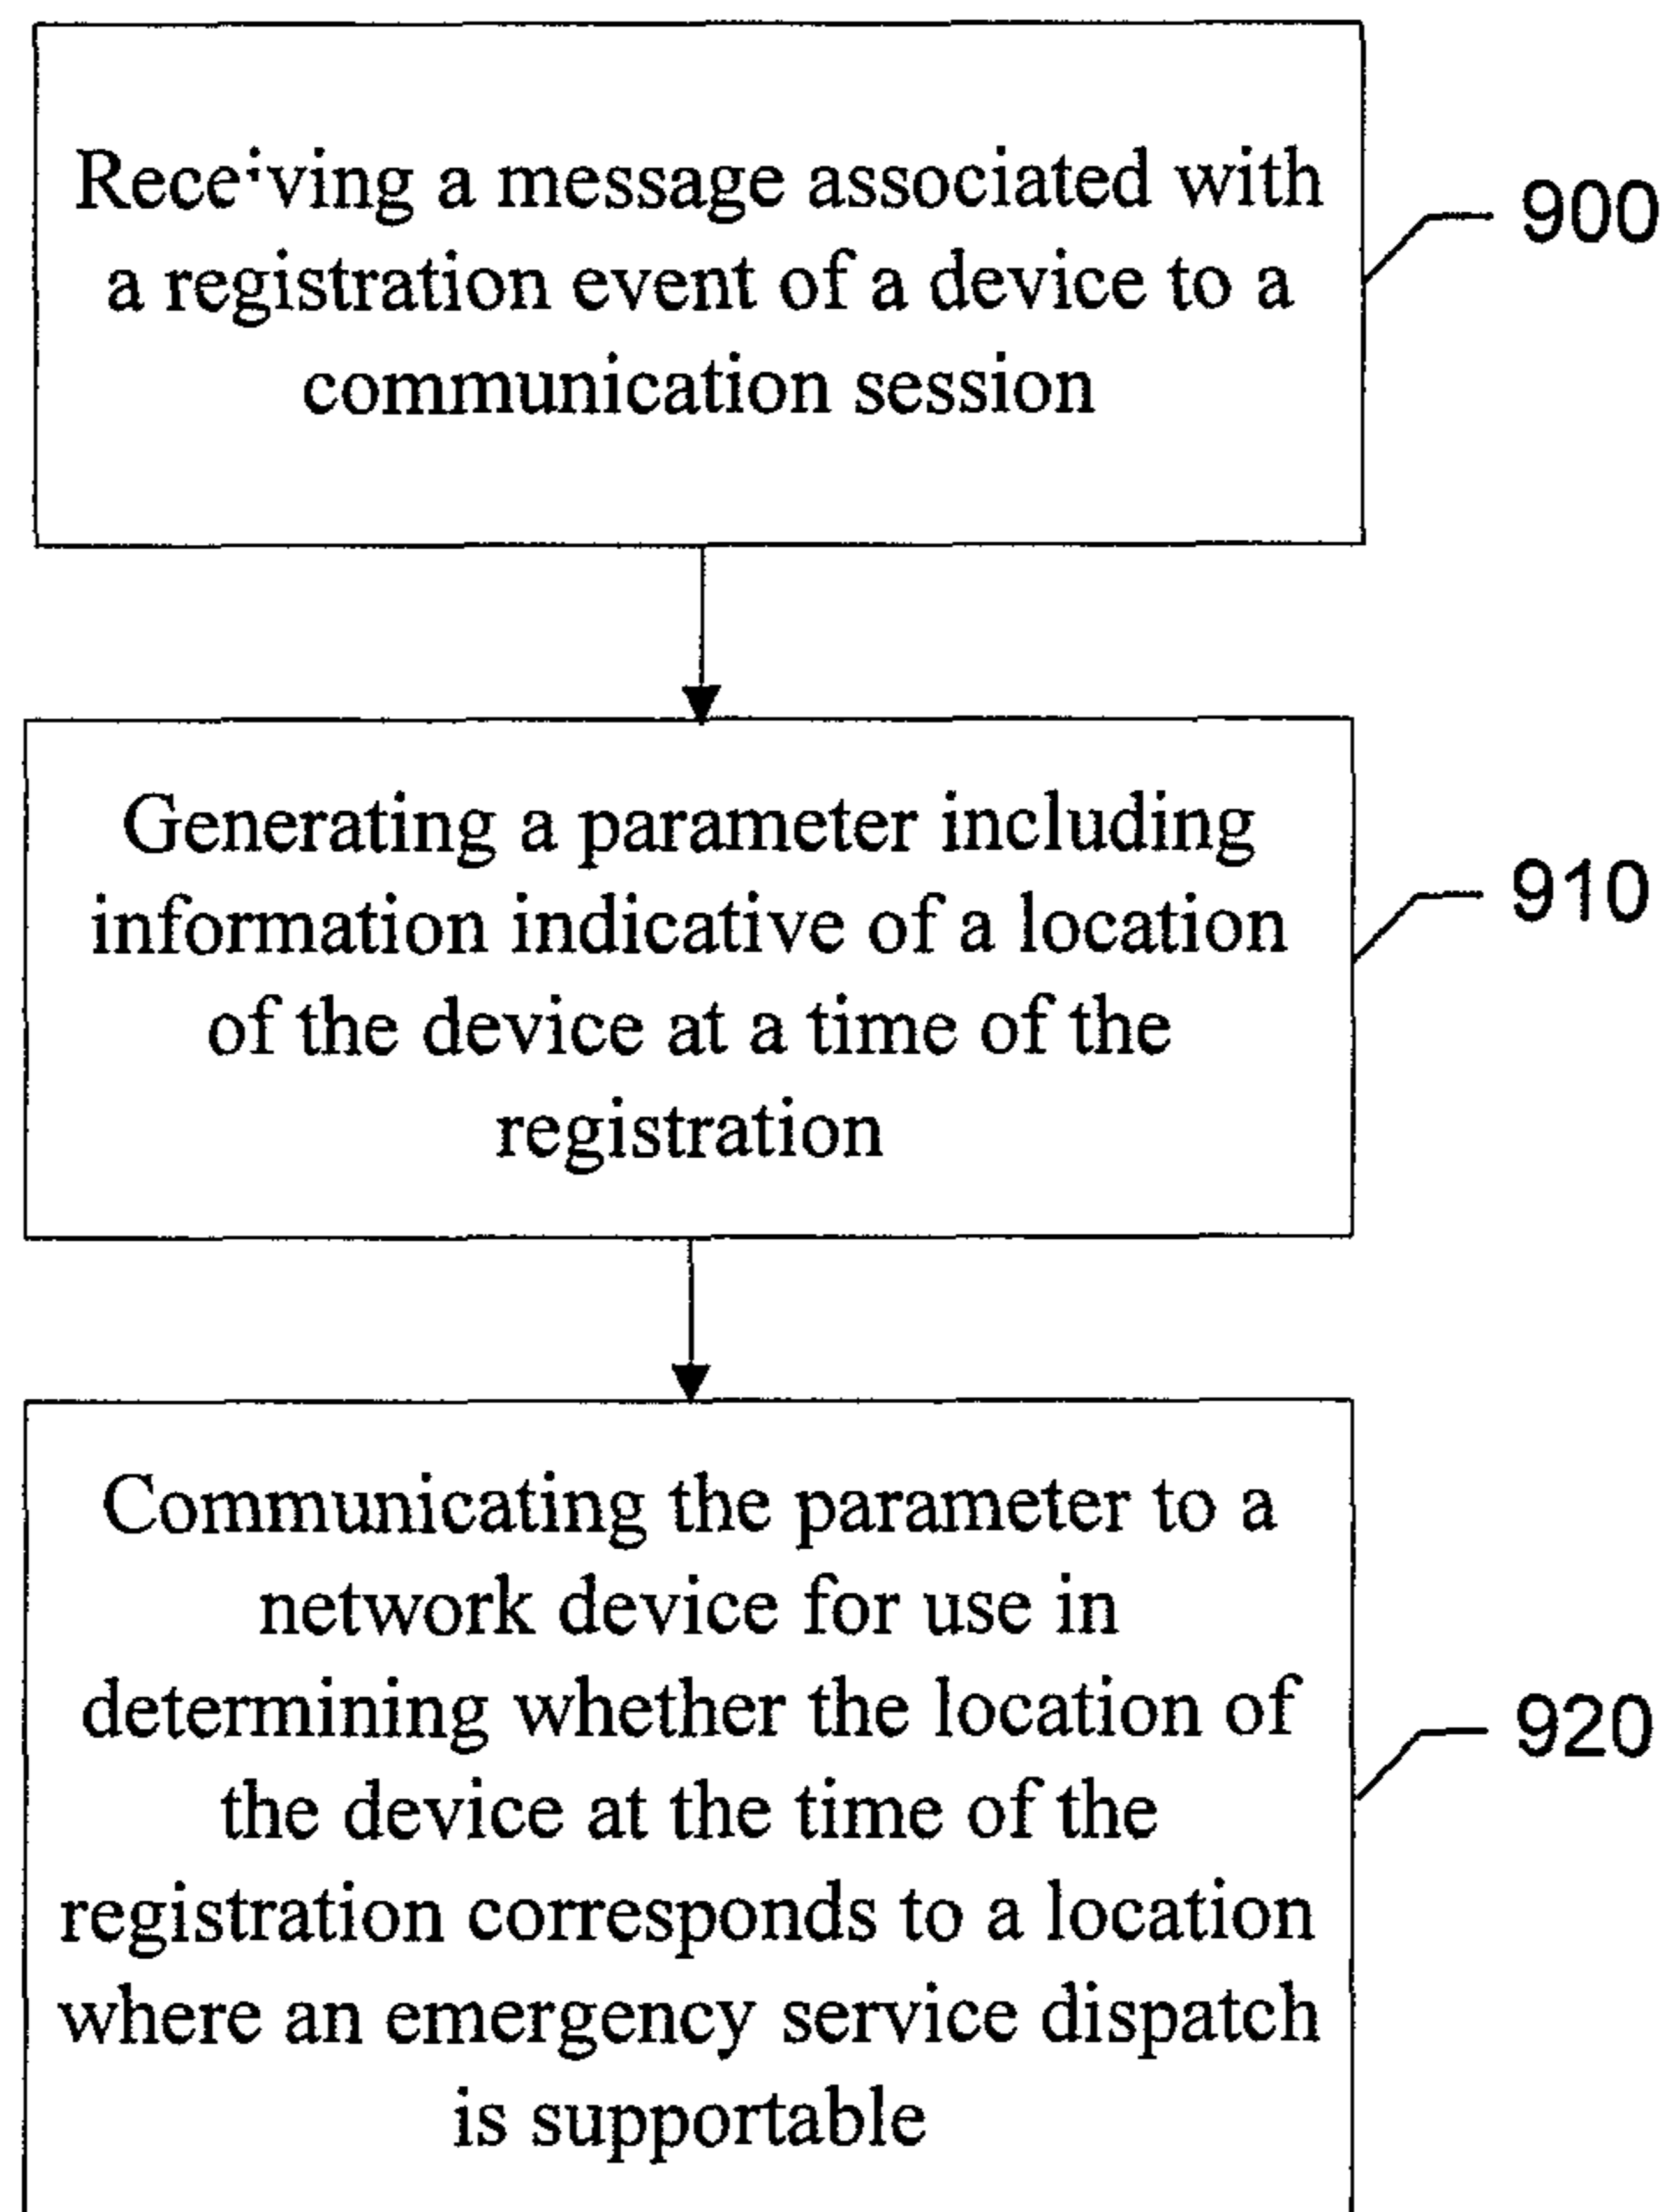 Receiving a message associated with
a registration event of a device to a
communication session
900
Generating a parameter including
information indicative of a location
of the device at a time of the
registration
910
Communicating the parameter to a
network device for use in
determining whether the location of
the device at the time of the
registration corresponds to a location
where an emergency service dispatch
is supportable
920